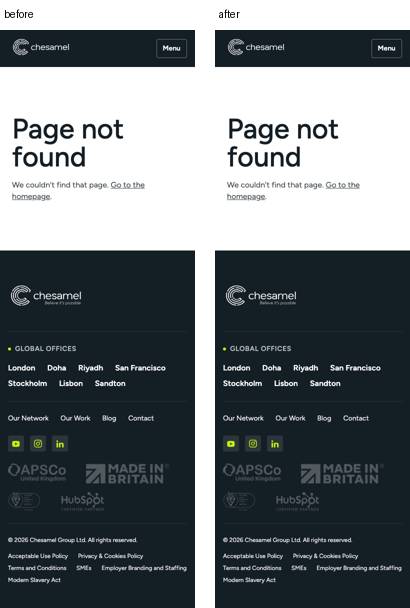 before
after
chesamel
Menu
Page not
found
We couldn't find that page. Go to the
homepage.
chesamel
Believe it's possible
GLOBAL OFFICES
London Doha Riyadh San Francisco
Stockholm Lisbon Sandton
Our Network Our Work Blog Contact
in
APSCo
United Kingdom
MADE IN
BRITAIN
HubSpot
CERTIFIED PARTNER
© 2026 Chesamel Group Ltd. All rights reserved.
Acceptable Use Policy Privacy & Cookies Policy
Terms and Conditions SMEs Employer Branding and Staffing
Modern Slavery Act
chesamel
Menu
Page not
found
We couldn't find that page. Go to the
homepage.
chesamel
Believe it's possible
GLOBAL OFFICES
London Doha Riyadh San Francisco
Stockholm Lisbon Sandton
Our Network Our Work Blog Contact
in
APSCo
United Kingdom
MADE IN
BRITAIN
HubSpot
CERTIFIED PARTNER
© 2026 Chesamel Group Ltd. All rights reserved.
Acceptable Use Policy Privacy & Cookies Policy
Terms and Conditions SMEs Employer Branding and Staffing
Modern Slavery Act